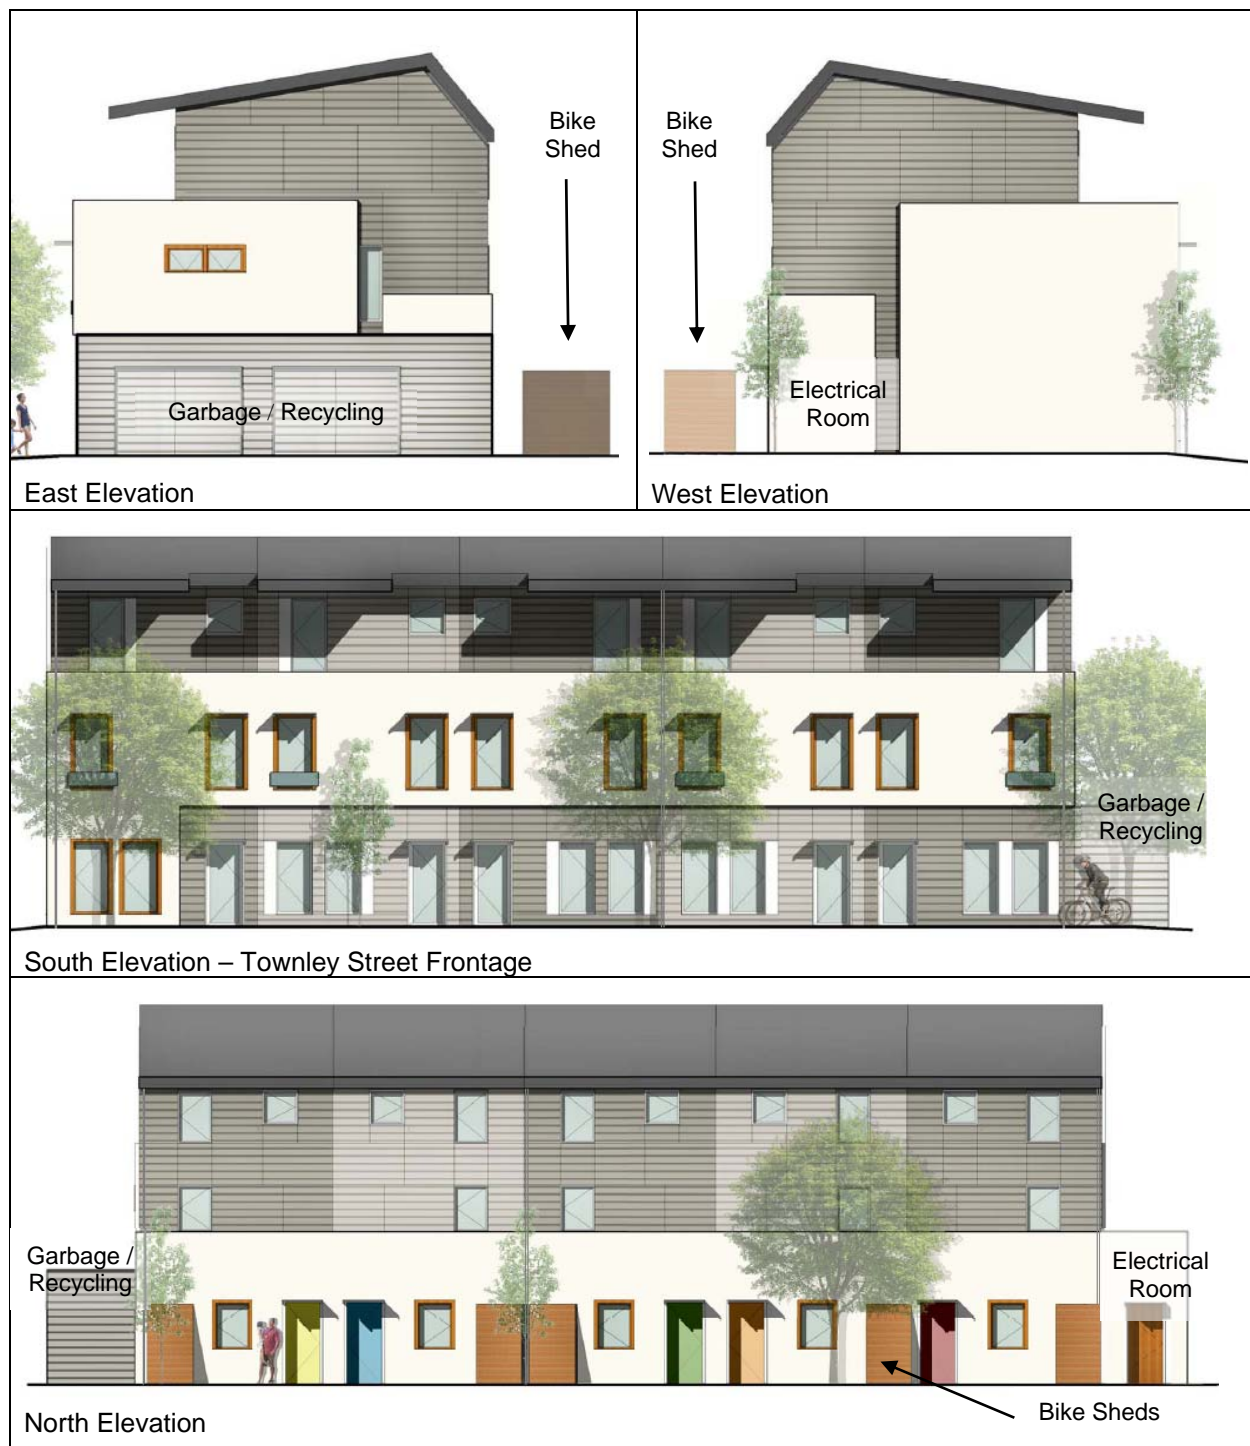 Bike
Shed
Garbage / Recycling
East Elevation
Bike
Shed
Electrical
Room
West Elevation
Garbage /
Recycling
South Elevation – Townley Street Frontage
Garbage /
Recycling
Electrical
Room
Bike Sheds
North Elevation